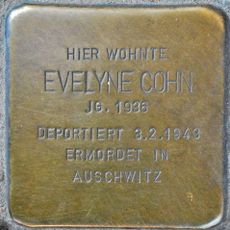 HIER WOHNTE
EVELYNE COHN
JG. 1936
DEPORTIERT 3.2.1943
ERMORDET IN
AUSCHWITZ